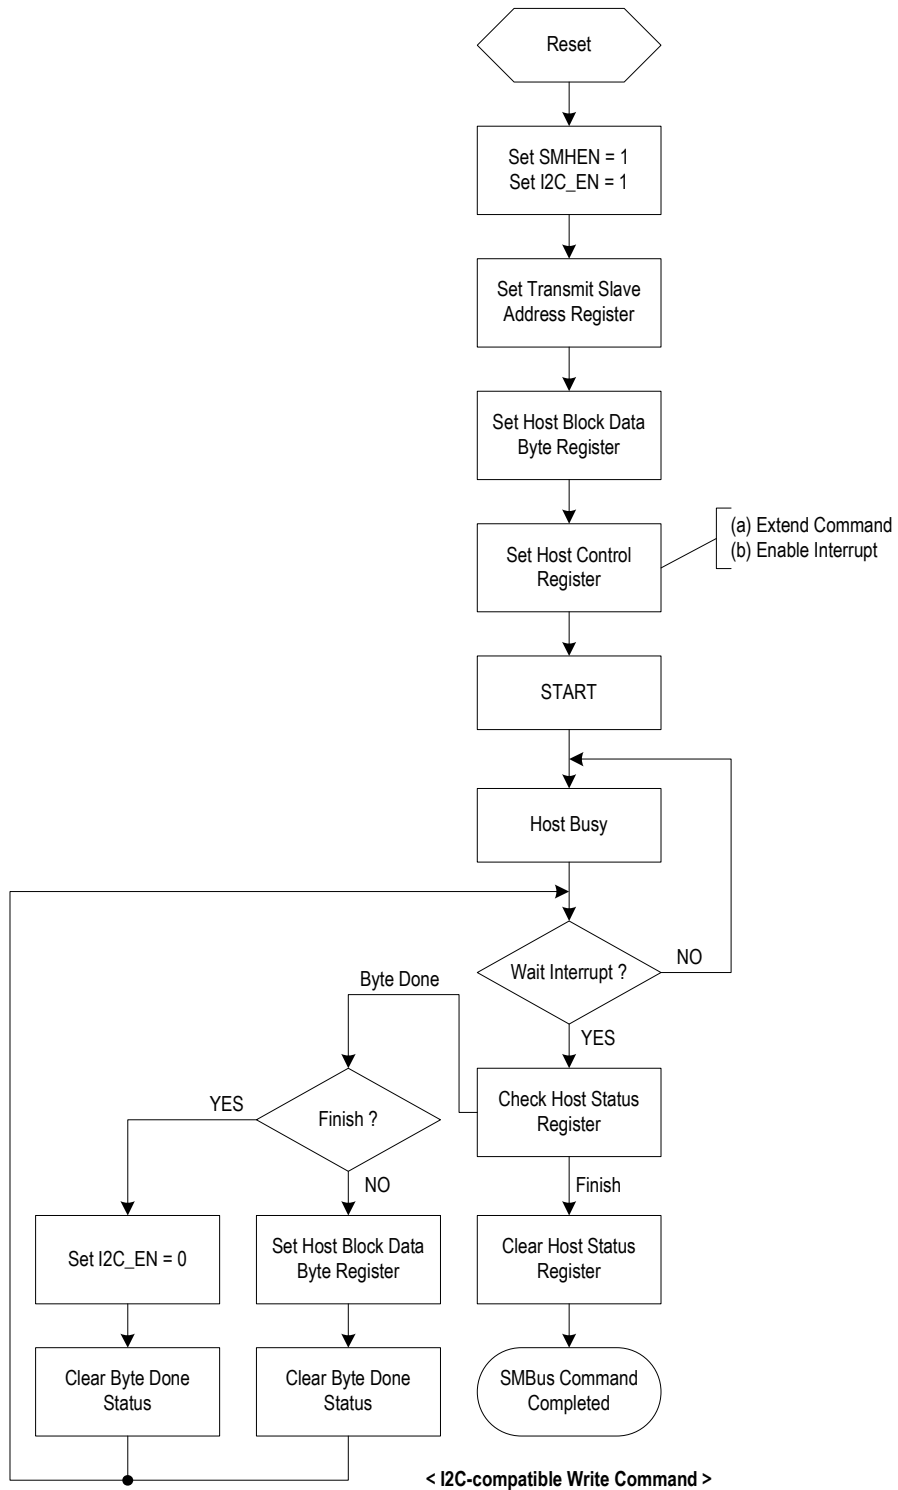 Reset
Set SMHEN = 1
Set I2C_EN = 1
Set Transmit Slave
Address Register
Set Host Block Data
Byte Register
Set Host Control
Register
(a) Extend Command
(b) Enable Interrupt
START
Host Busy
Wait Interrupt ?
NO
YES
Byte Done
Check Host Status
Register
Finish ?
YES
NO
Finish
Set I2C_EN = 0
Set Host Block Data
Byte Register
Clear Host Status
Register
Clear Byte Done
Status
Clear Byte Done
Status
SMBus Command
Completed
< I2C-compatible Write Command >